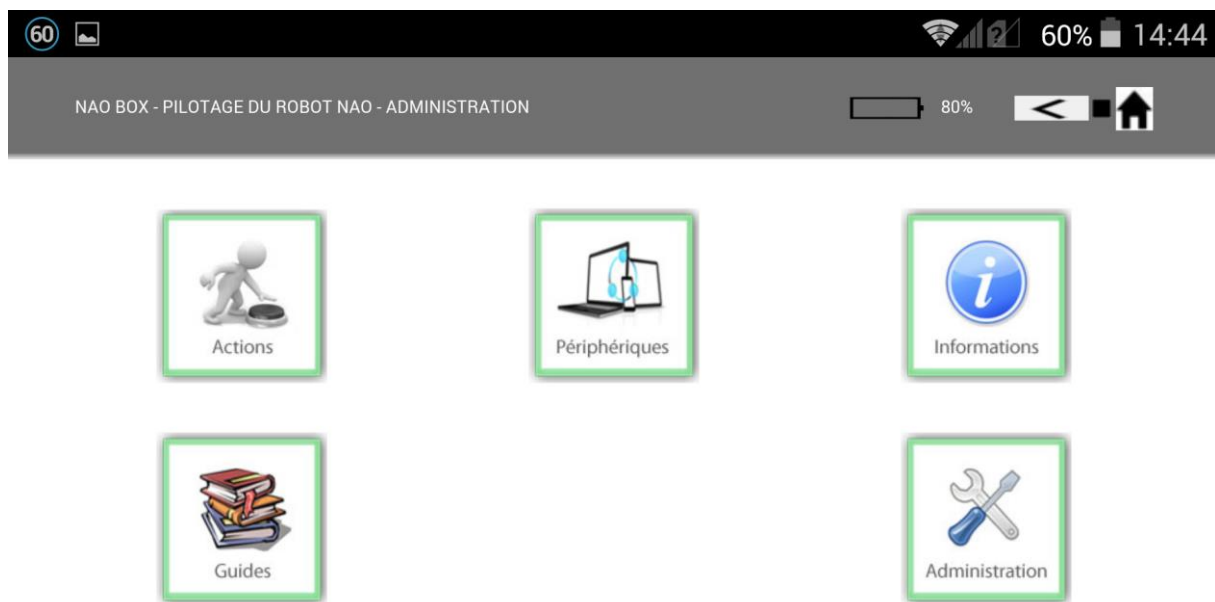 60 60% 14:44
NAO BOX - PILOTAGE DU ROBOT NAO - ADMINISTRATION 80%
Actions Périphériques Informations
Guides Administration